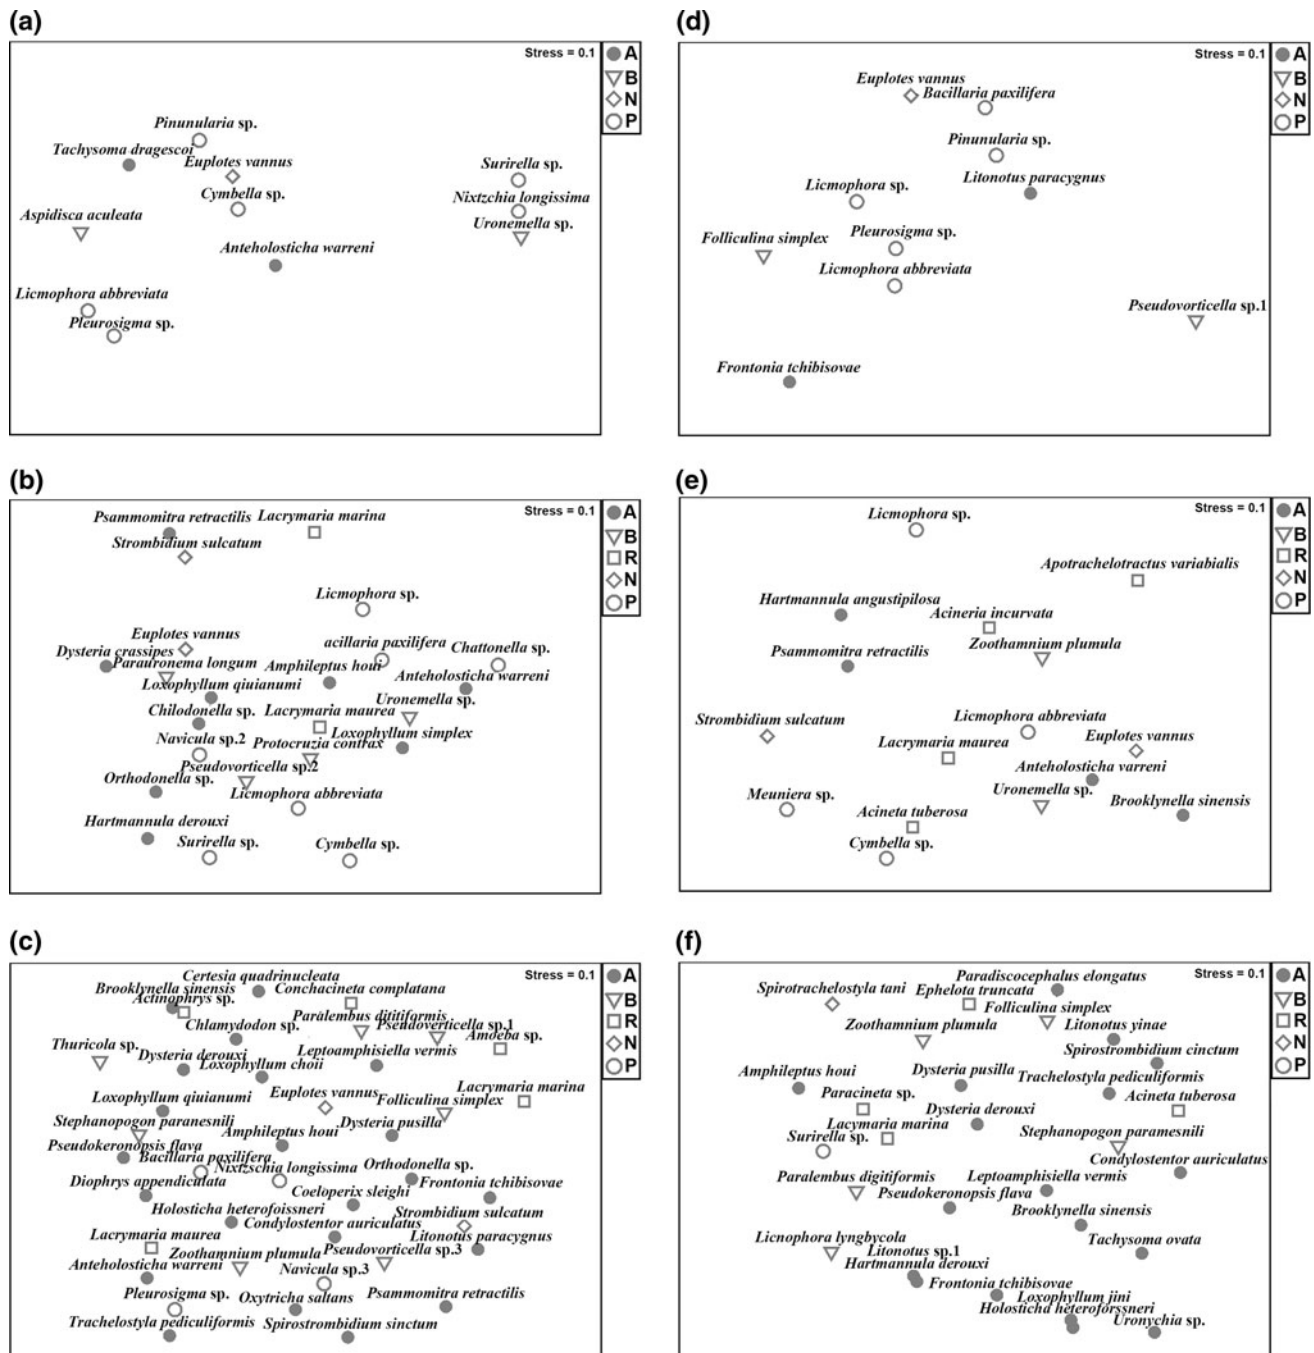 (a)
Stress = 0.1
A
B
N
P
Pinunularia sp.
Tachysoma dragescoi
Euplotes vannus
Cymbella sp.
Surirella sp.
Nixtzchia longissima
Uronemella sp.
Aspidisca aculeata
Anteholosticha warreni
Licmophora abbreviata
Pleurosigma sp.
(d)
Stress = 0.1
A
B
N
P
Euplotes vannus
Bacillaria paxilifera
Pinunularia sp.
Litonotus paracygnus
Licmophora sp.
Folliculina simplex
Pleurosigma sp.
Licmophora abbreviata
Pseudovorticella sp.1
Frontonia tchibisovae
(b)
Stress = 0.1
A
B
R
N
P
Psammomitra retractilis
Lacrymaria marina
Strombidium sulcatum
Licmophora sp.
Euplotes vannus
acillaria paxilifera
Chattonella sp.
Dysteria crassipes
Parauronema longum
Amphileptus houi
Anteholosticha warreni
Loxophyllum qiuianumi
Uronemella sp.
Chilodonella sp.
Lacrymaria maurea
Loxophyllum simplex
Navicula sp.2
Protocruzia contrax
Pseudovorticella sp.2
Orthodonella sp.
Licmophora abbreviata
Hartmannula derouxi
Surirella sp.
Cymbella sp.
(e)
Stress = 0.1
A
B
R
N
P
Licmophora sp.
Apotrachelotractus variabialis
Hartmannula angustipilosa
Acineria incurvata
Zoothamnium plumula
Psammomitra retractilis
Strombidium sulcatum
Licmophora abbreviata
Euplotes vannus
Lacrymaria maurea
Anteholosticha varreni
Meuniera sp.
Uronemella sp.
Brooklynella sinensis
Acineta tuberosa
Cymbella sp.
(c)
Stress = 0.1
A
B
R
N
P
Certesia quadrinucleata
Brooklynella sinensis
Conchacineta complatana
Actinophrys sp.
Chlamydodon sp.
Paralembus dititiformis
Pseudoverticella sp.1
Amoeba sp.
Thuricola sp.
Dysteria derouxi
Loxophyllum choii
Leptoamphisiella vermis
Lacrymaria marina
Loxophyllum quianumi
Euplotes vannus
Folliculina simplex
Stephanopogon paranesnili
Amphileptus houi
Dysteria pusilla
Pseudokeronopsis flava
Bacillaria paxilifera
Nixtzschia longissima
Orthodonella sp.
Diophrys appendiculata
Coeloperix sleighi
Frontonia tchibisovae
Holosticha heterofoissneri
Condylostentor auriculatus
Strombidium sulcatum
Lacrymaria maurea
Litonotus paracygnus
Zoothamnium plumula
Pseudovorticella sp.3
Anteholosticha warreni
Navicula sp.3
Pleurosigma sp.
Oxytricha saltans
Psammomitra retractilis
Trachelostyla pediculiformis
Spirostrombidium sinctum
(f)
Stress = 0.1
A
B
R
N
P
Paradiscocephalus elongatus
Spirotrachelostyla tani
Ephelota truncata
Folliculina simplex
Zoothamnium plumula
Litonotus yinae
Spirostrombidium cinctum
Amphileptus houi
Dysteria pusilla
Trachelostyla pediculiformis
Paracineta sp.
Dysteria derouxi
Acineta tuberosa
Lacymaria marina
Surirella sp.
Stephanopogon paramesnili
Condylostentor auriculatus
Paralembus digitiformis
Leptoamphisiella vermis
Pseudokeronopsis flava
Brooklynella sinensis
Licnophora lyngbycola
Litonotus sp.1
Tachysoma ovata
Hartmannula derouxi
Frontonia tchibisovae
Loxophyllum jini
Holosticha heteroforssneri
Uronychia sp.